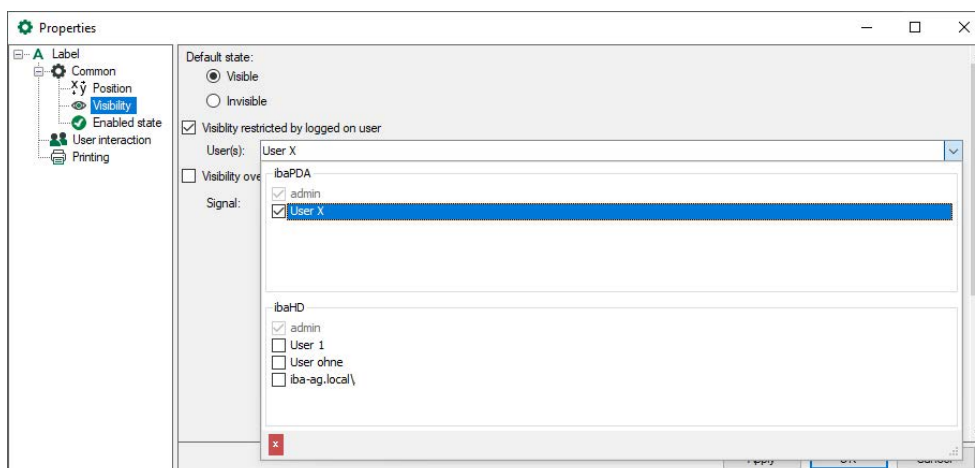 Properties
A Label
Common
Position
Visibility
Enabled state
User interaction
Printing
Default state:
Visible
Invisible
Visiblity restricted by logged on user
User(s): User X
Visibility ove
Signal:
ibaPDA
admin
User X
ibaHD
admin
User 1
User ohne
iba-ag.local\
x
Apply OK Cancel